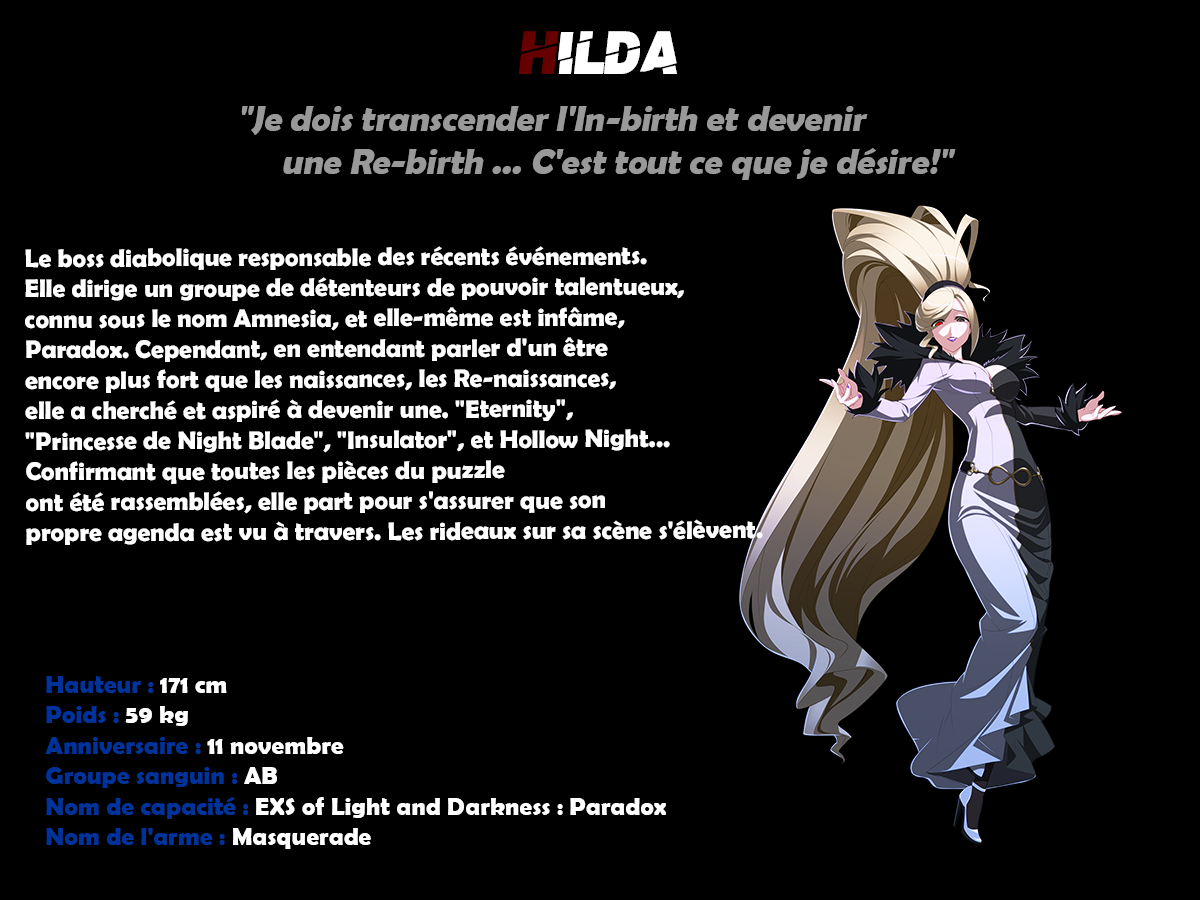 HILDA
"Je dois transcender l'In-birth et devenir
une Re-birth ... C'est tout ce que je désire!"
Le boss diabolique responsable des récents événements.
Elle dirige un groupe de détenteurs de pouvoir talentueux,
connu sous le nom Amnesia, et elle-même est infâme,
Paradox. Cependant, en entendant parler d'un être
encore plus fort que les naissances, les Re-naissances,
elle a cherché et aspiré à devenir une. "Eternity",
"Princesse de Night Blade", "Insulator", et Hollow Night...
Confirmant que toutes les pièces du puzzle
ont été rassemblées, elle part pour s'assurer que son
propre agenda est vu à travers. Les rideaux sur sa scène s'élèvent.
Hauteur : 171 cm
Poids : 59 kg
Anniversaire : 11 novembre
Groupe sanguin : AB
Nom de capacité : EXS of Light and Darkness : Paradox
Nom de l'arme : Masquerade